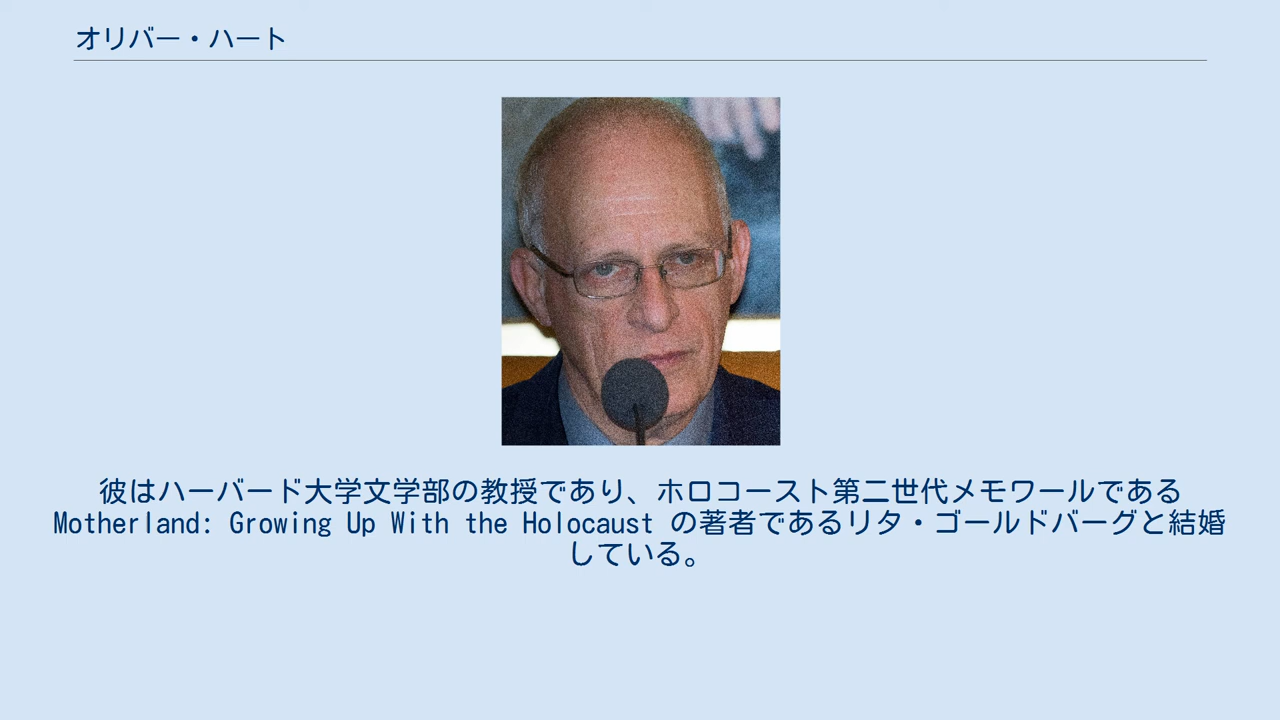 オリバー・ハート
彼はハーバード大学文学部の教授であり、ホロコースト第二世代メモワールである
Motherland: Growing Up With the Holocaust の著者であるリタ・ゴールドバーグと結婚
している。